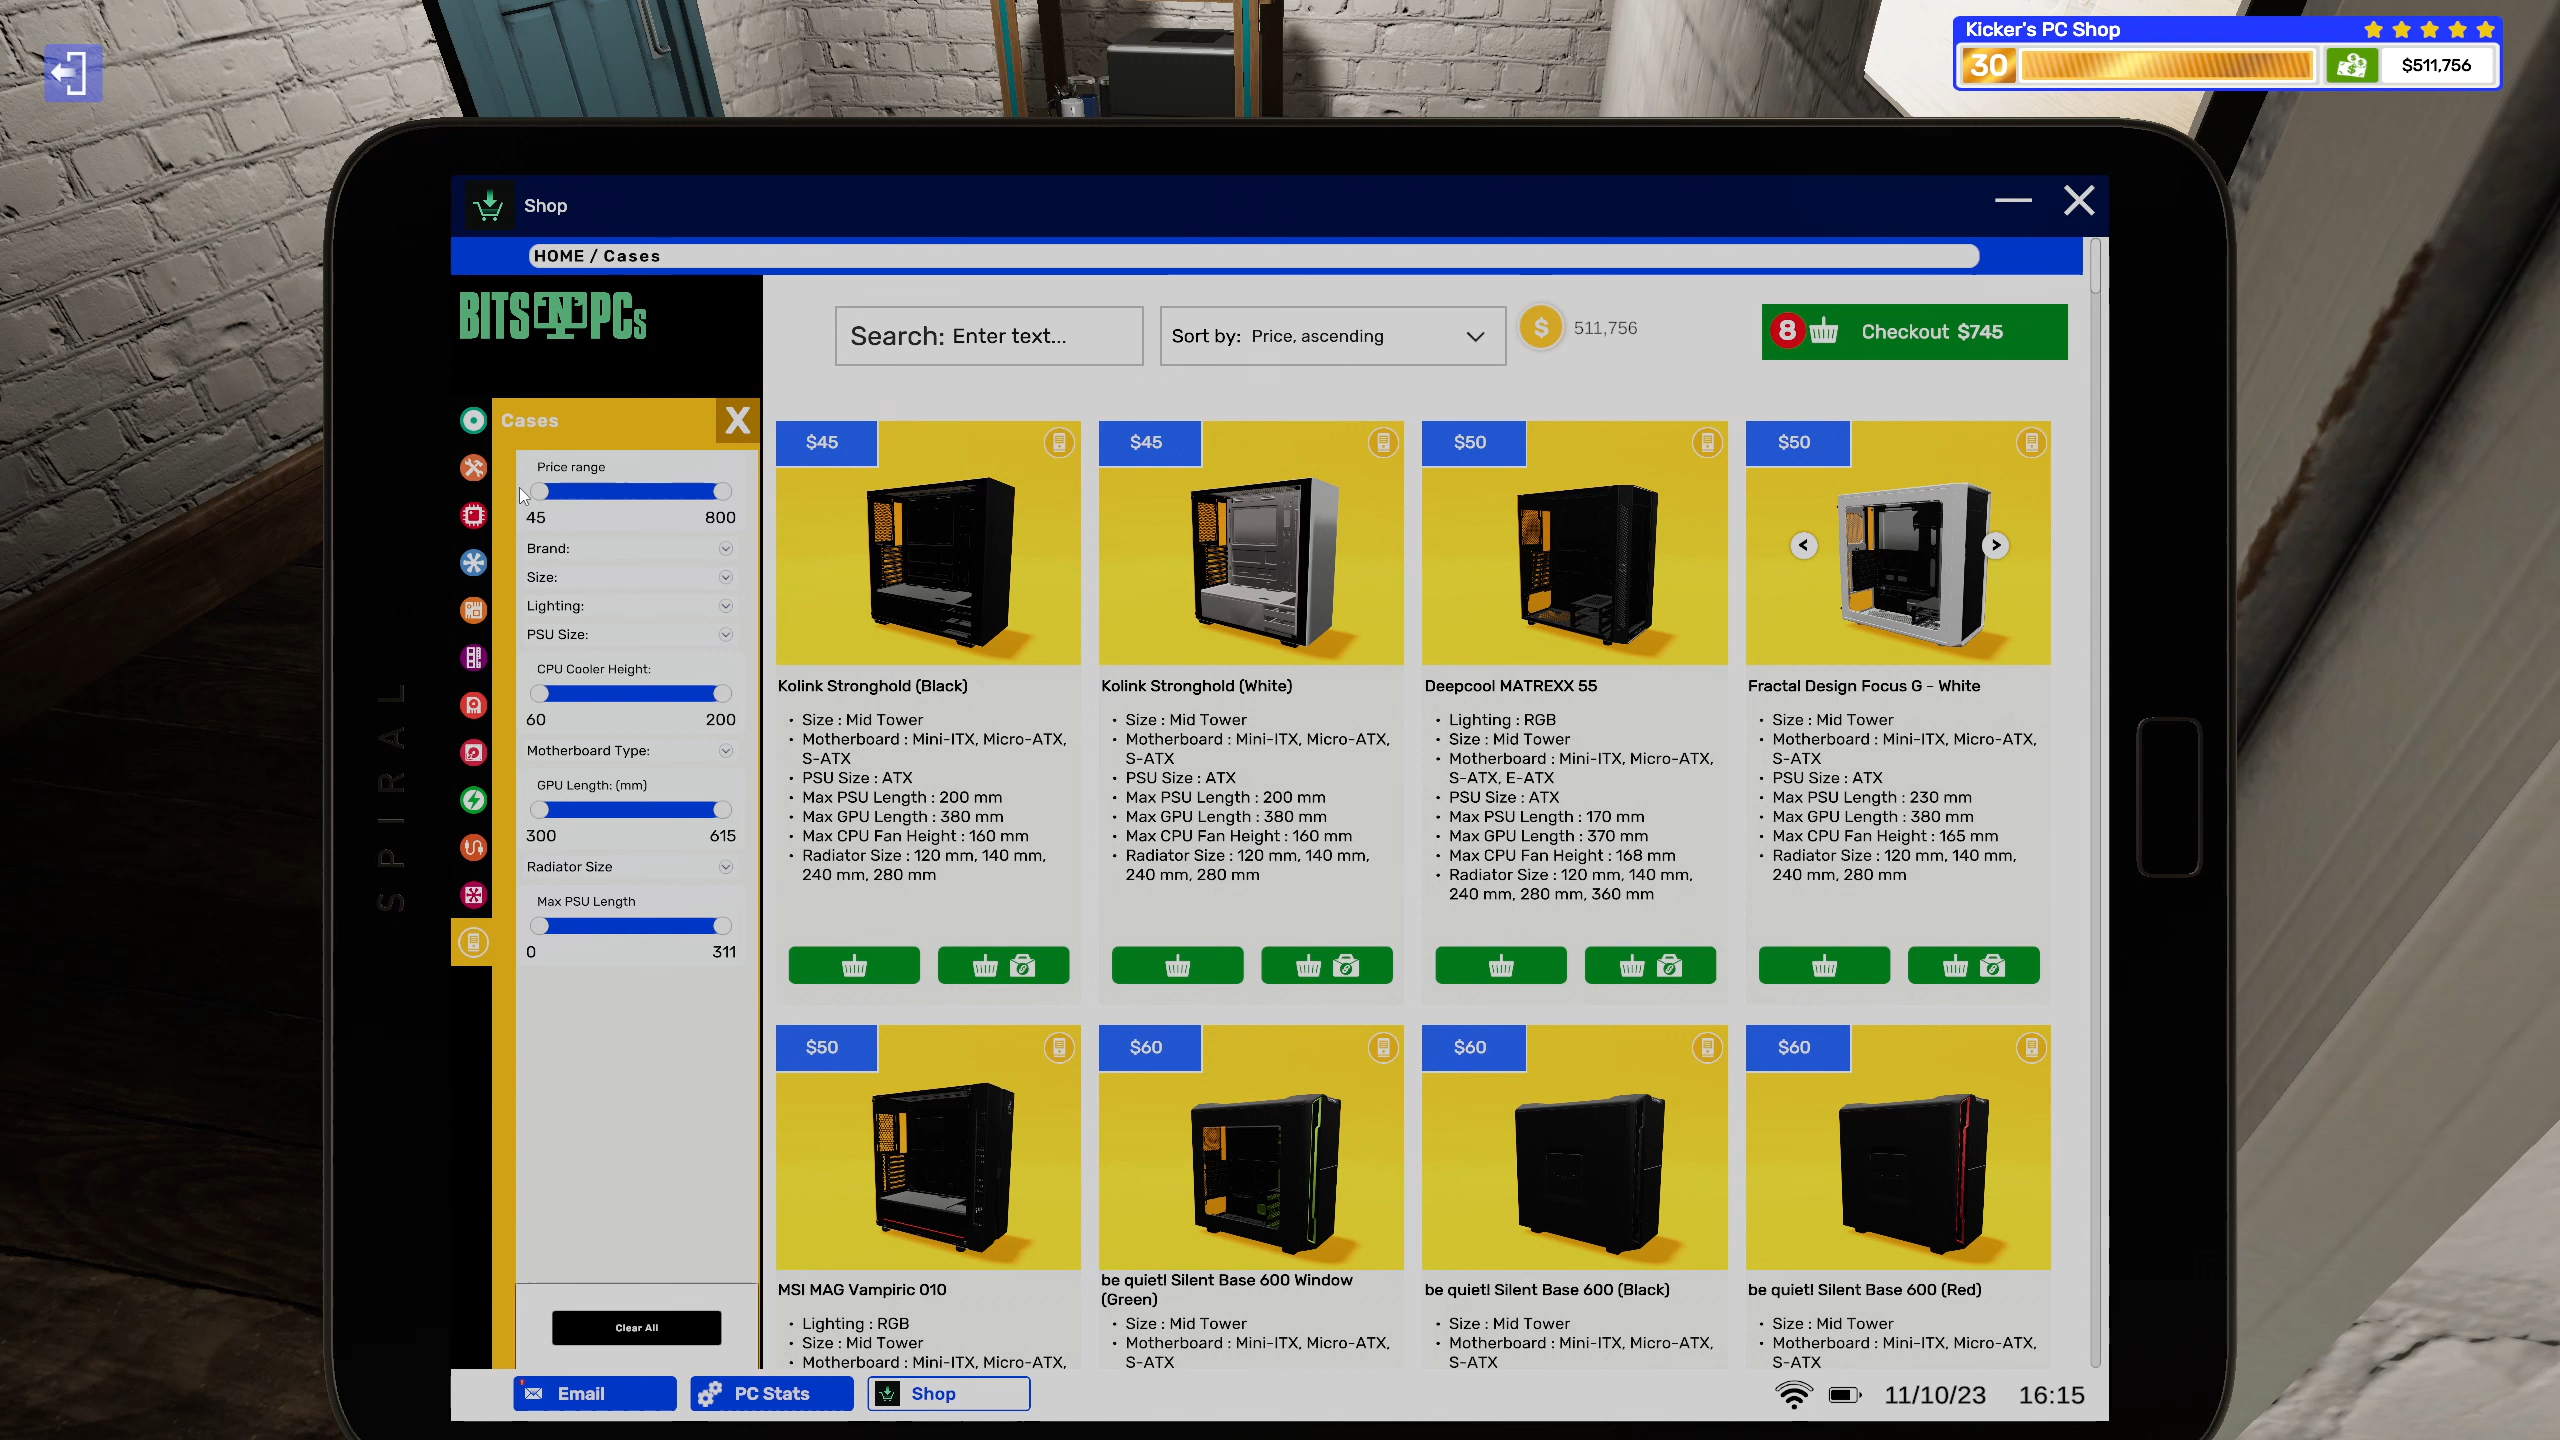 Kicker's PC Shop
30
$511,756
Shop
HOME / Cases
BITS EN PCs
Search: Enter text...
Sort by: Price, ascending
$
511,756
8
Checkout $745
Cases
X
Price range
45
800
Brand:
Size:
Lighting:
PSU Size:
CPU Cooler Height:
60
200
Motherboard Type:
GPU Length: (mm)
300
615
Radiator Size
Max PSU Length
0
311
Clear All
$45
Kolink Stronghold (Black)
• Size : Mid Tower
• Motherboard : Mini-ITX, Micro-ATX,
S-ATX
• PSU Size : ATX
• Max PSU Length : 200 mm
• Max GPU Length : 380 mm
• Max CPU Fan Height : 160 mm
• Radiator Size : 120 mm, 140 mm,
240 mm, 280 mm
$45
Kolink Stronghold (White)
• Size : Mid Tower
• Motherboard : Mini-ITX, Micro-ATX,
S-ATX
• PSU Size : ATX
• Max PSU Length : 200 mm
• Max GPU Length : 380 mm
• Max CPU Fan Height : 160 mm
• Radiator Size : 120 mm, 140 mm,
240 mm, 280 mm
$50
Deepcool MATREXX 55
• Lighting : RGB
• Size : Mid Tower
• Motherboard : Mini-ITX, Micro-ATX,
S-ATX, E-ATX
• PSU Size : ATX
• Max PSU Length : 170 mm
• Max GPU Length : 370 mm
• Max CPU Fan Height : 168 mm
• Radiator Size : 120 mm, 140 mm,
240 mm, 280 mm, 360 mm
$50
< >
Fractal Design Focus G - White
• Size : Mid Tower
• Motherboard : Mini-ITX, Micro-ATX,
S-ATX
• PSU Size : ATX
• Max PSU Length : 230 mm
• Max GPU Length : 380 mm
• Max CPU Fan Height : 165 mm
• Radiator Size : 120 mm, 140 mm,
240 mm, 280 mm
$50
MSI MAG Vampiric 010
• Lighting : RGB
• Size : Mid Tower
• Motherboard : Mini-ITX, Micro-ATX,
$60
be quiet! Silent Base 600 Window
(Green)
• Size : Mid Tower
• Motherboard : Mini-ITX, Micro-ATX,
S-ATX
$60
be quiet! Silent Base 600 (Black)
• Size : Mid Tower
• Motherboard : Mini-ITX, Micro-ATX,
S-ATX
$60
be quiet! Silent Base 600 (Red)
• Size : Mid Tower
• Motherboard : Mini-ITX, Micro-ATX,
S-ATX
SPIRAL
Email
PC Stats
Shop
11/10/23
16:15